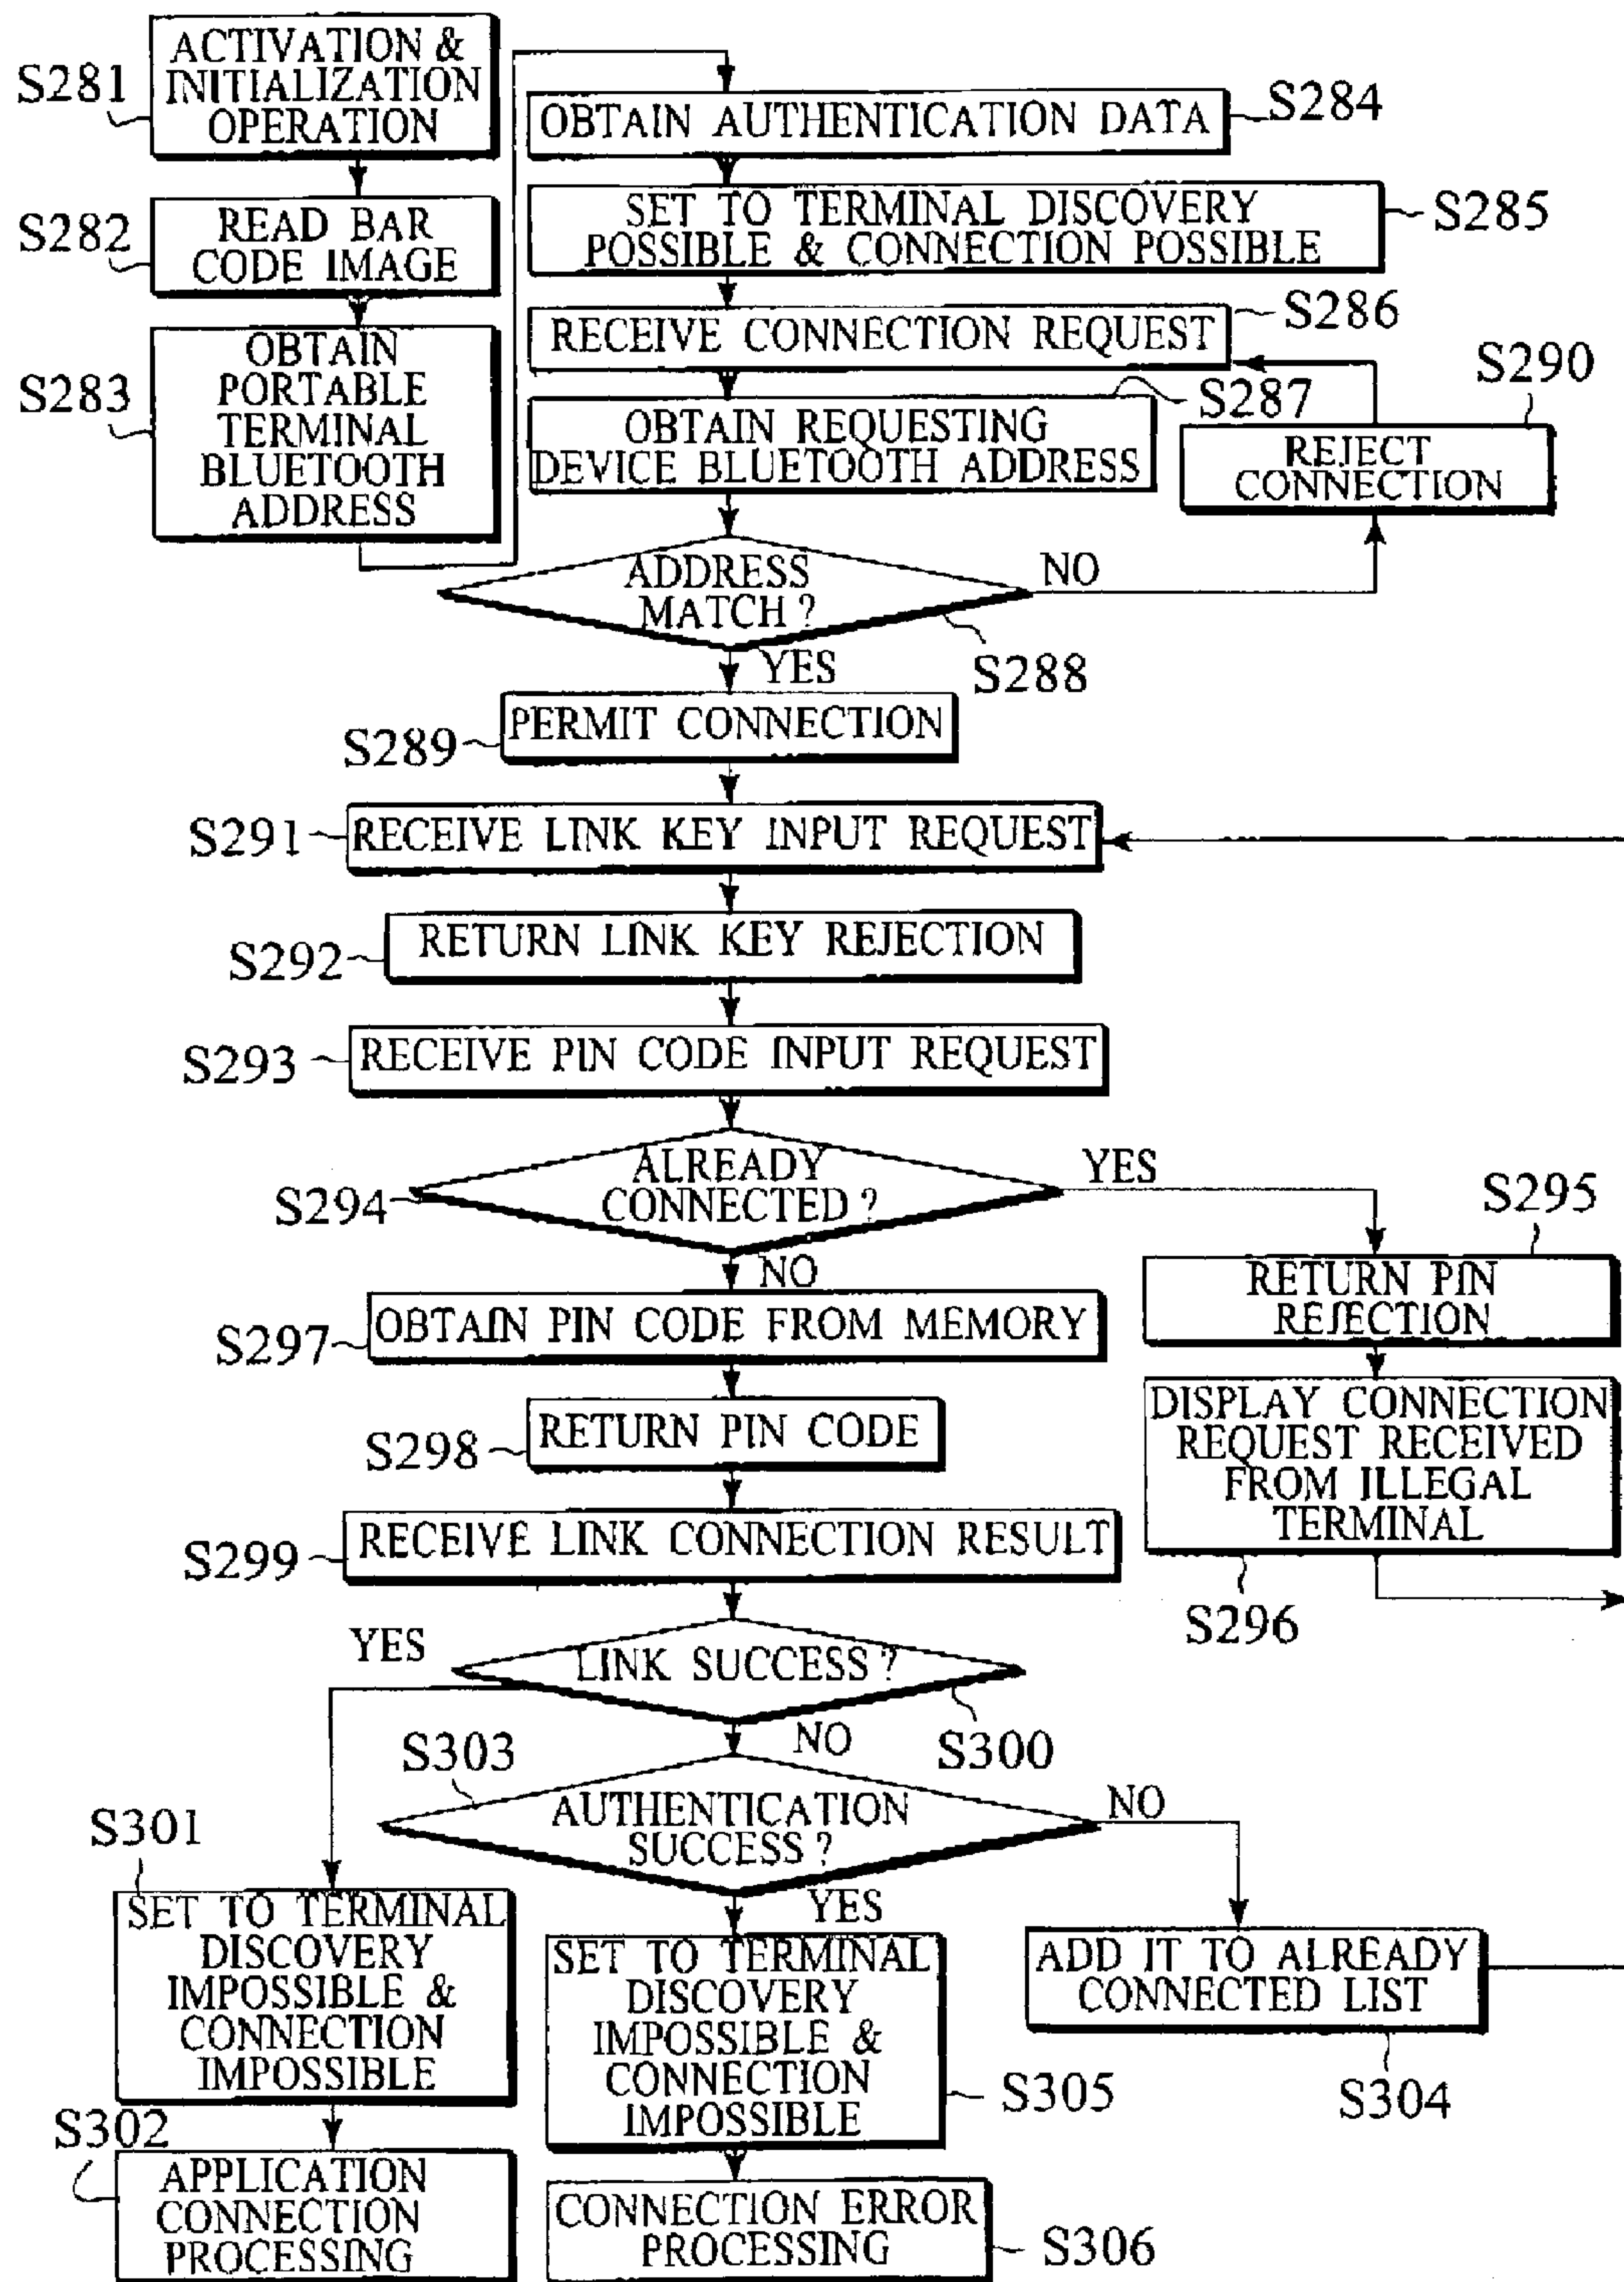 S281
ACTIVATION &
INITIALIZATION
OPERATION
S282
READ BAR
CODE IMAGE
S283
OBTAIN
PORTABLE
TERMINAL
BLUETOOTH
ADDRESS
OBTAIN AUTHENTICATION DATA
S284
SET TO TERMINAL DISCOVERY
POSSIBLE & CONNECTION POSSIBLE
S285
RECEIVE CONNECTION REQUEST
S286
OBTAIN REQUESTING
DEVICE BLUETOOTH ADDRESS
S287
S290
REJECT
CONNECTION
ADDRESS
MATCH ?
NO
YES
S288
S289
PERMIT CONNECTION
S291
RECEIVE LINK KEY INPUT REQUEST
S292
RETURN LINK KEY REJECTION
S293
RECEIVE PIN CODE INPUT REQUEST
S294
ALREADY
CONNECTED ?
YES
NO
S295
RETURN PIN
REJECTION
S297
OBTAIN PIN CODE FROM MEMORY
S298
RETURN PIN CODE
DISPLAY CONNECTION
REQUEST RECEIVED
FROM ILLEGAL
TERMINAL
S296
S299
RECEIVE LINK CONNECTION RESULT
YES
LINK SUCCESS ?
NO
S300
S303
AUTHENTICATION
SUCCESS ?
NO
YES
S301
SET TO TERMINAL
DISCOVERY
IMPOSSIBLE &
CONNECTION
IMPOSSIBLE
SET TO TERMINAL
DISCOVERY
IMPOSSIBLE &
CONNECTION
IMPOSSIBLE
S305
ADD IT TO ALREADY
CONNECTED LIST
S304
S302
APPLICATION
CONNECTION
PROCESSING
CONNECTION ERROR
PROCESSING
S306